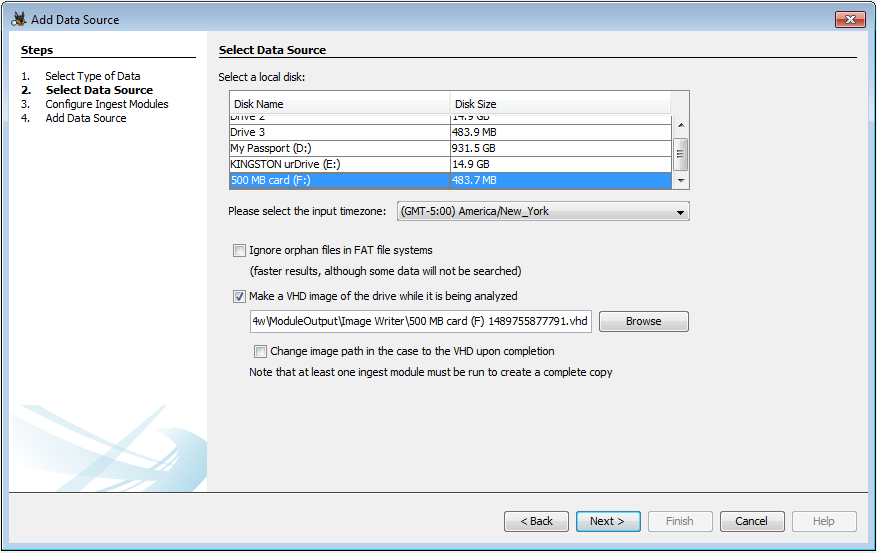 Add Data Source
Steps
1. Select Type of Data
2. Select Data Source
3. Configure Ingest Modules
4. Add Data Source
Select Data Source
Select a local disk:
Disk Name Disk Size
Drive 2 14.9 GB
Drive 3 483.9 MB
My Passport (D:) 931.5 GB
KINGSTON urDrive (E:) 14.9 GB
500 MB card (F:) 483.7 MB
Please select the input timezone: (GMT-5:00) America/New_York
Ignore orphan files in FAT file systems
(faster results, although some data will not be searched)
Make a VHD image of the drive while it is being analyzed
4w\ModuleOutput\Image Writer\500 MB card (F) 1489755877791.vhd Browse
Change image path in the case to the VHD upon completion
Note that at least one ingest module must be run to create a complete copy
< Back Next > Finish Cancel Help